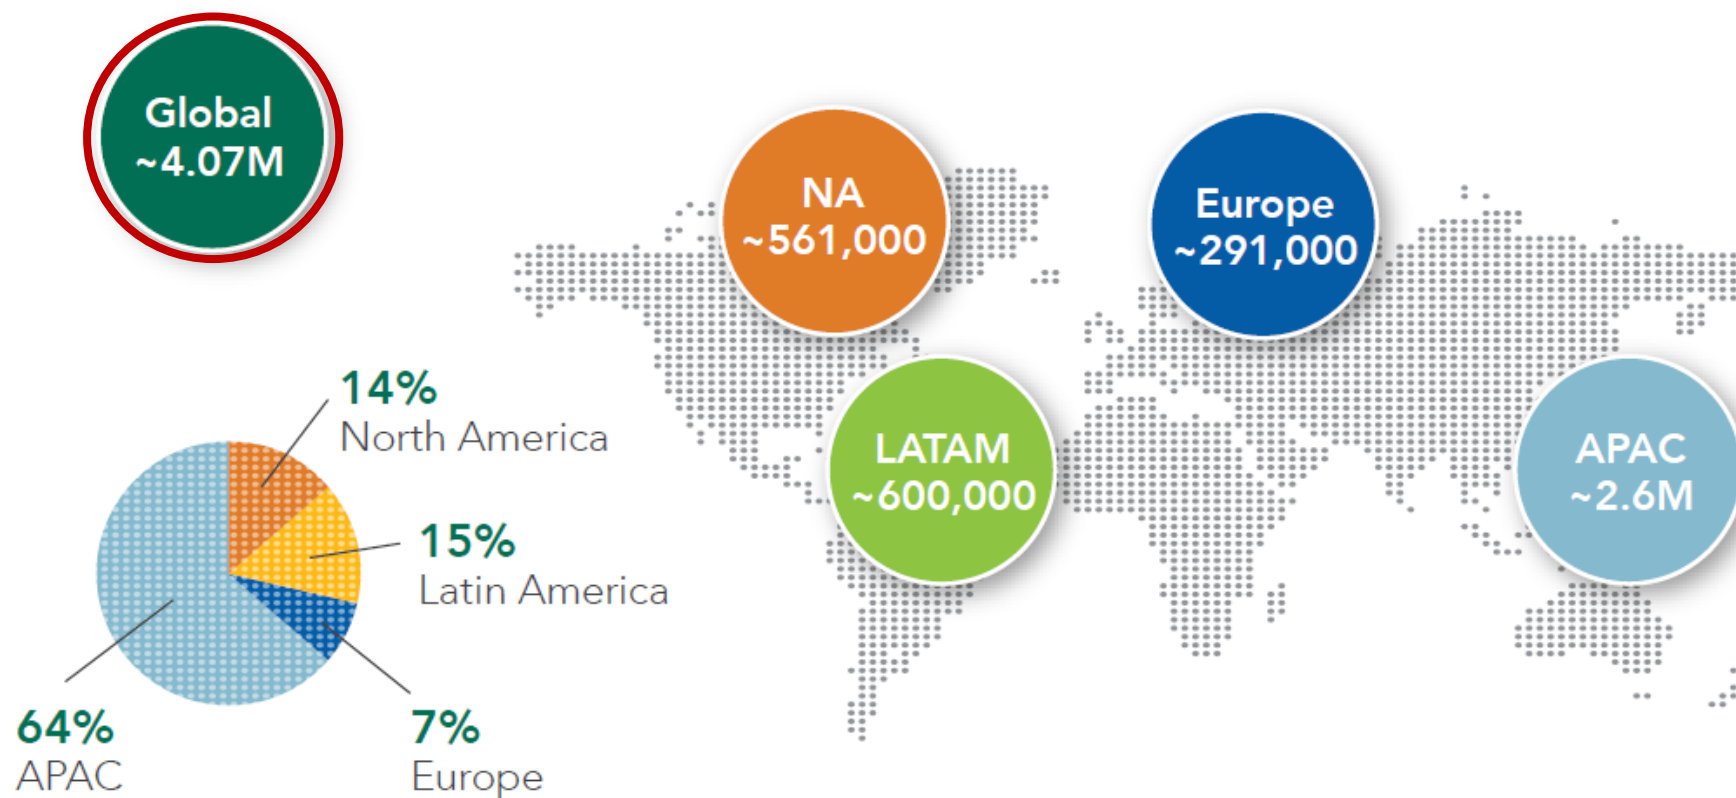 Global
~4.07M
NA
~561,000
Europe
~291,000
LATAM
~600,000
APAC
~2.6M
14%
North America
15%
Latin America
64%
APAC
7%
Europe